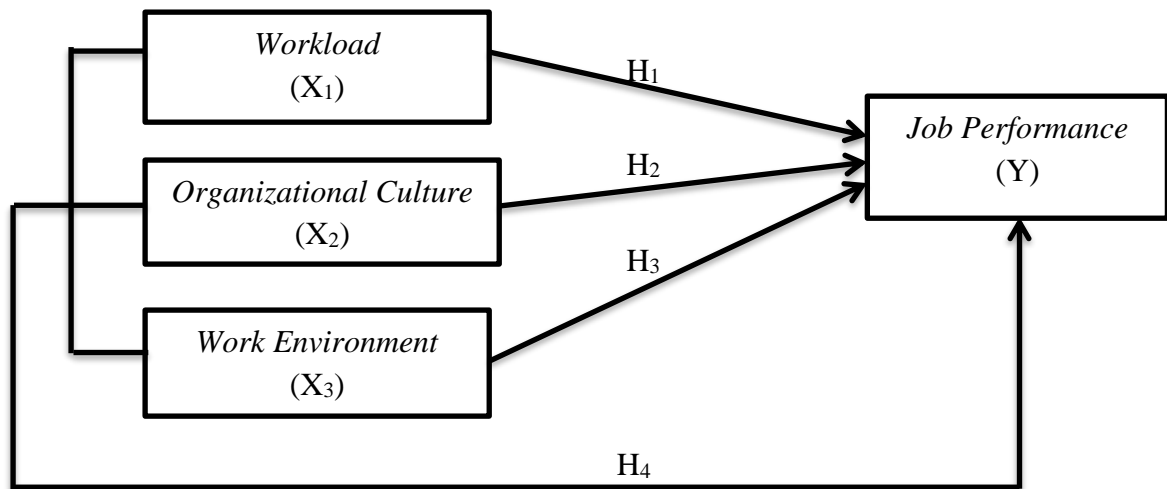 Workload
(X₁)
H₁
Job Performance
(Y)
Organizational Culture
(X₂)
H₂
H₃
Work Environment
(X₃)
H₄